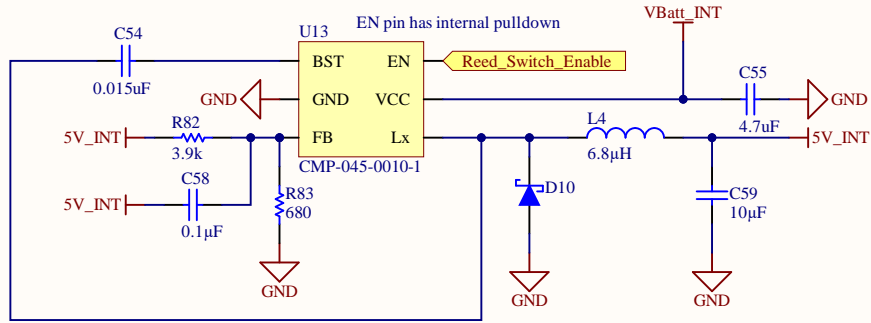 U13
EN pin has internal pulldown
VBatt_INT
C54
0.015uF
BST
EN
Reed_Switch_Enable
C55
4.7uF
GND
GND
GND
VCC
5V_INT
R82
3.9k
FB
Lx
L4
6.8μH
5V_INT
CMP-045-0010-1
5V_INT
C58
0.1μF
R83
680
D10
C59
10μF
GND
GND
GND